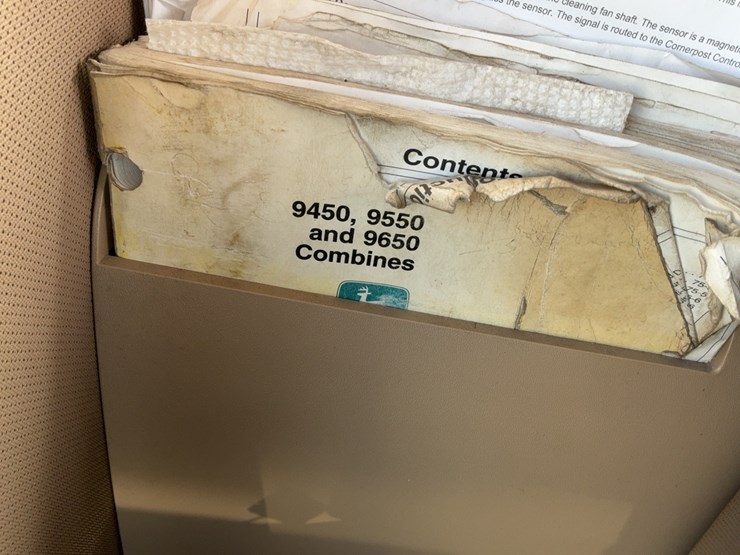 cleaning fan shaft. The sensor is a magneti
the sensor. The signal is routed to the Cornerpost Contro
Contents
9450, 9550
and 9650
Combines